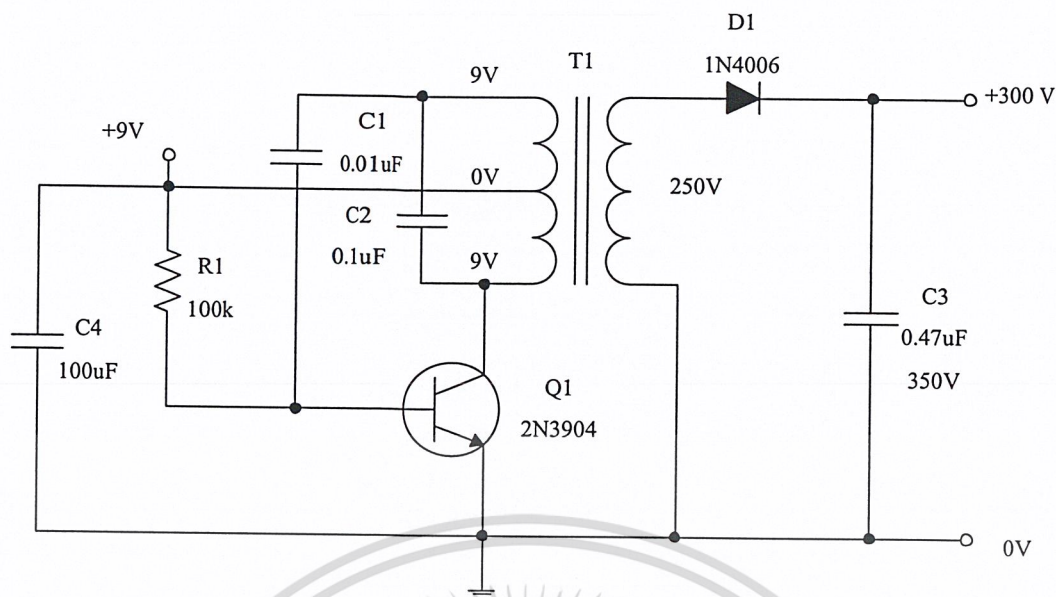 D1
1N4006
T1
9V
+300 V
C1
0.01uF
+9V
0V
250V
C2
0.1uF
9V
R1
100k
C3
0.47uF
350V
C4
100uF
Q1
2N3904
0V